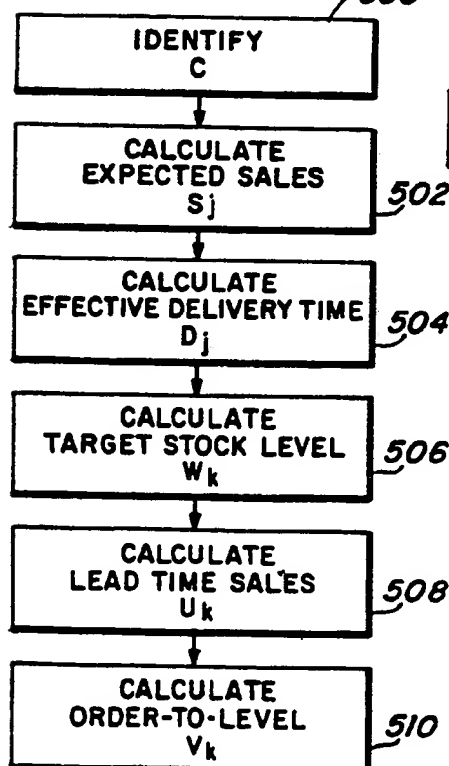 IDENTIFY
C
CALCULATE
EXPECTED SALES
Sj
502
CALCULATE
EFFECTIVE DELIVERY TIME
Dj
504
CALCULATE
TARGET STOCK LEVEL
Wk
506
CALCULATE
LEAD TIME SALES
Uk
508
CALCULATE
ORDER-TO-LEVEL
Vk
510